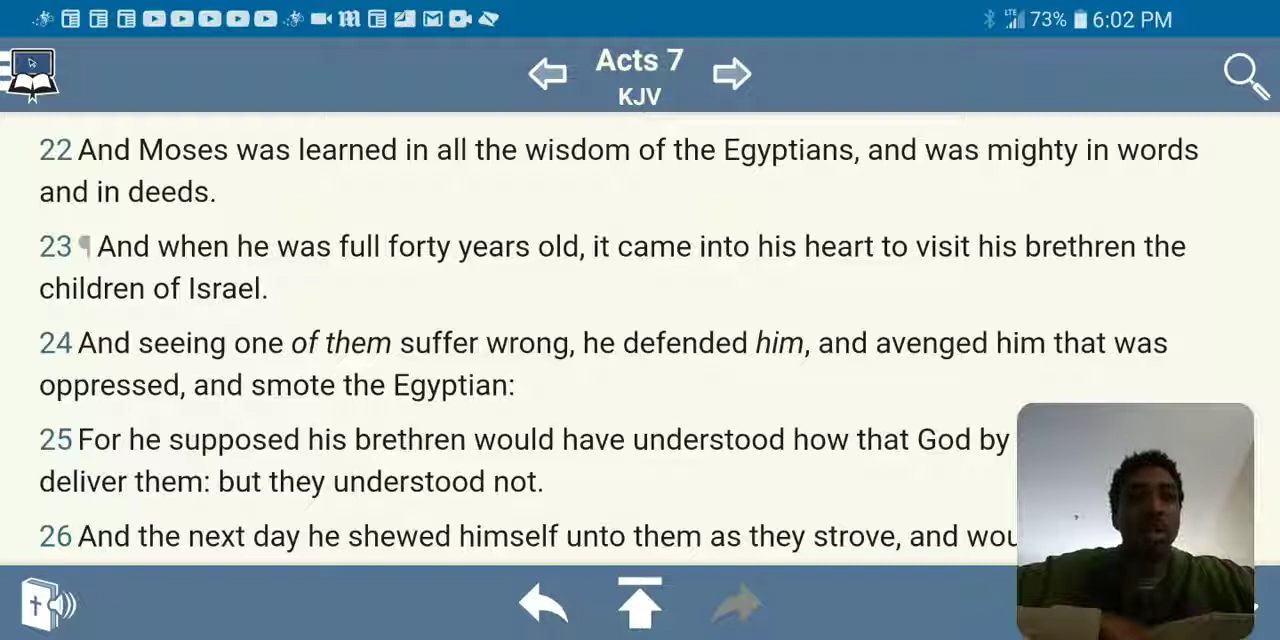 LTE 73% 6:02 PM
Acts 7
KJV
22 And Moses was learned in all the wisdom of the Egyptians, and was mighty in words
and in deeds.
23 ¶ And when he was full forty years old, it came into his heart to visit his brethren the
children of Israel.
24 And seeing one of them suffer wrong, he defended him, and avenged him that was
oppressed, and smote the Egyptian:
25 For he supposed his brethren would have understood how that God by
deliver them: but they understood not.
26 And the next day he shewed himself unto them as they strove, and wou